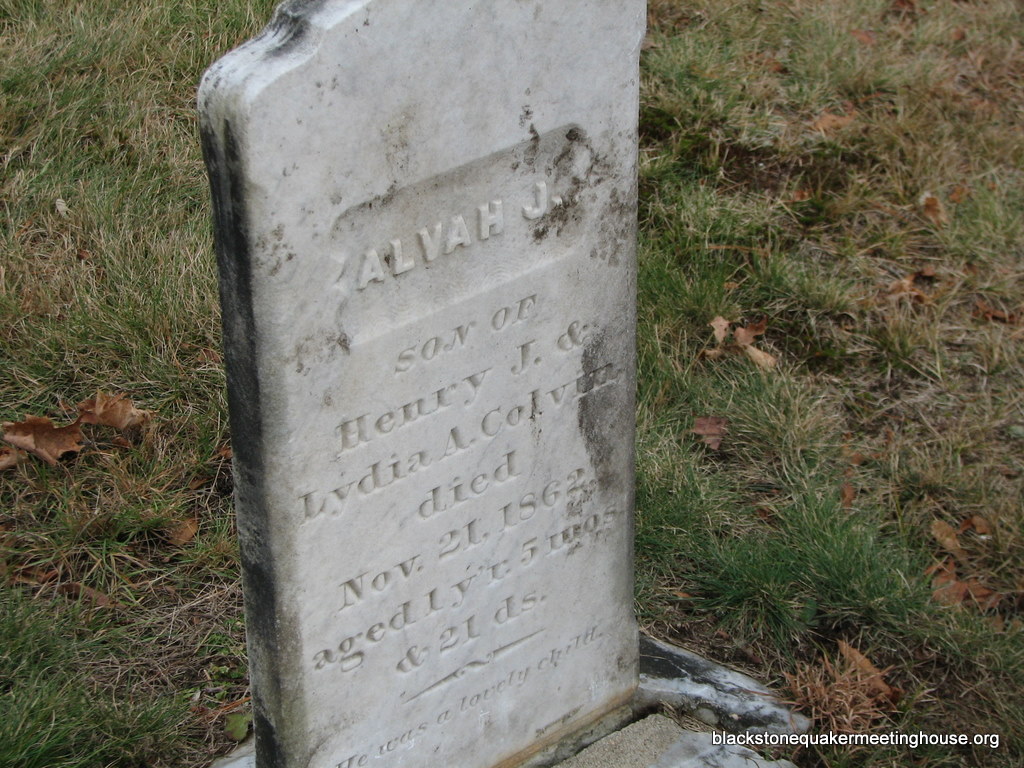 ALVAH J.
SON OF
Henry J. &
Lydia A. Colvin
died
Nov. 21, 1862,
aged 1 yr. 5 mos
& 21 ds.
He was a lovely child.
blackstonequakermeetinghouse.org